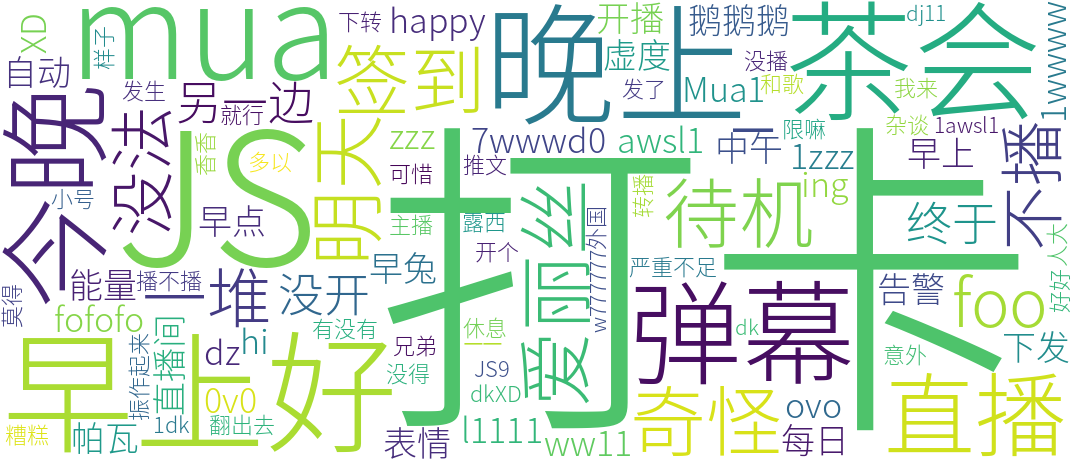 XD
样子
自动
mua
下转
happy
签到
晚上
开播
虚度
发了
鹅鹅鹅
Mua1
没播
和歌
茶会
dj11
我来
杂谈
1awsl1
1wwww
今晚
没法
发生
另一边
就行
JS
明天
zzz
可惜
7wwwd0
推文
awsl1
中午
限嘛
1zzz
早上
不播
香香
多以
小号
早点
主播
打卡
露西
开个
爱丽丝
w777777外国
转播
待机
ing
终于
人大
好好
莫得
能量
播不播
一堆
没开
早兔
严重不足
弹幕
告警
foo
fofofo
有没有
休息
一一
hi
dz
兄弟
没得
JS9
dkXD
dk
意外
下发
早上好
振作起来
直播间
1dk
0v0
翻出去
糟糕
帕瓦
表情
l1111
ww11
奇怪
ovo
每日
直播